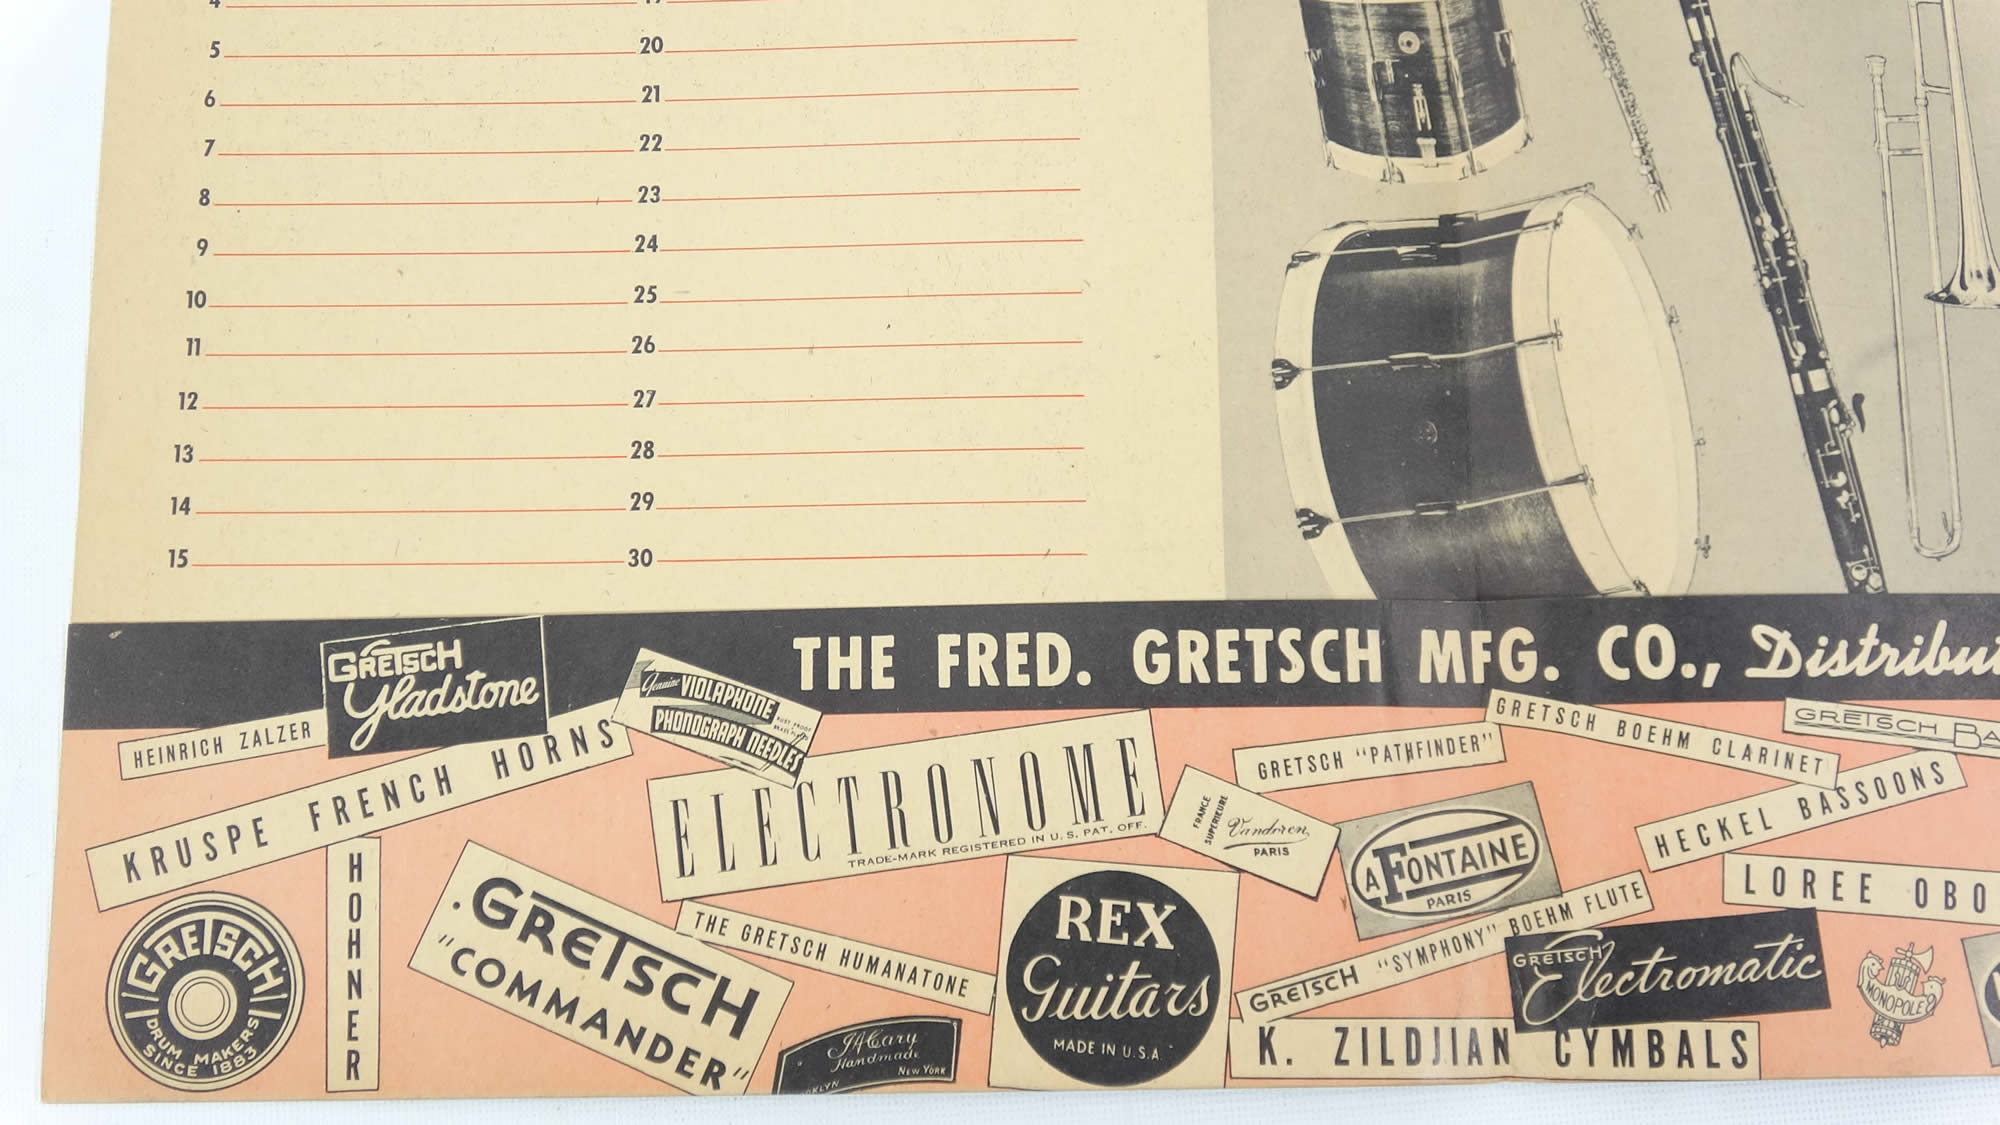 5 20
6 21
7 22
8 23
9 24
10 25
11 26
12 27
13 28
14 29
15 30
THE FRED. GRETSCH MFG. CO.,
GRETSCH
Gladstone
HEINRICH ZALZER
KRUSPE FRENCH HORNS
Genuine VIOLAPHONE
PHONOGRAPH NEEDLES
ELECTRONOME
TRADE-MARK REGISTERED IN U.S. PAT. OFF.
GRETSCH "PATHFINDER"
GRETSCH BOEHM CLARINET
GRETSCH
FRANCE
SUPERIEURE
Vandoren
PARIS
A FONTAINE
PARIS
HECKEL BASSOONS
LOREE
GRETSCH
DRUM MAKERS
SINCE 1883
HOHNER
GRETSCH
"COMMANDER"
THE GRETSCH HUMANATONE
Handmade
NEW YORK
REX
Guitars
MADE IN U.S.A.
GRETSCH "SYMPHONY" BOEHM FLUTE
GRETSCH
Electromatic
MONOPOLE
K. ZILDJIAN CYMBALS